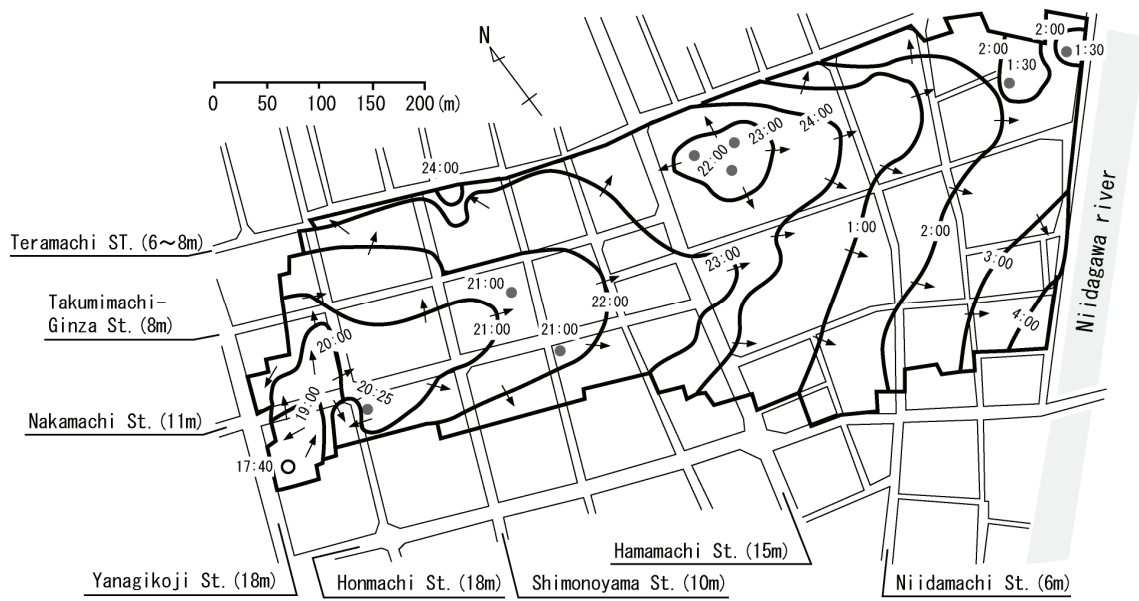 N
0 50 100 150 200 (m)
2:00
2:00
1:30
1:30
22:00
23:00
24:00
24:00
Teramachi ST. (6～8m)
1:00
2:00
23:00
3:00
Niidagawa river
Takumimachi-
Ginza St. (8m)
21:00
22:00
21:00
21:00
20:00
4:00
20:25
19:00
Nakamachi St. (11m)
17:40
Hamamachi St. (15m)
Yanagikoji St. (18m)
Honmachi St. (18m)
Shimonoyama St. (10m)
Niidamachi St. (6m)